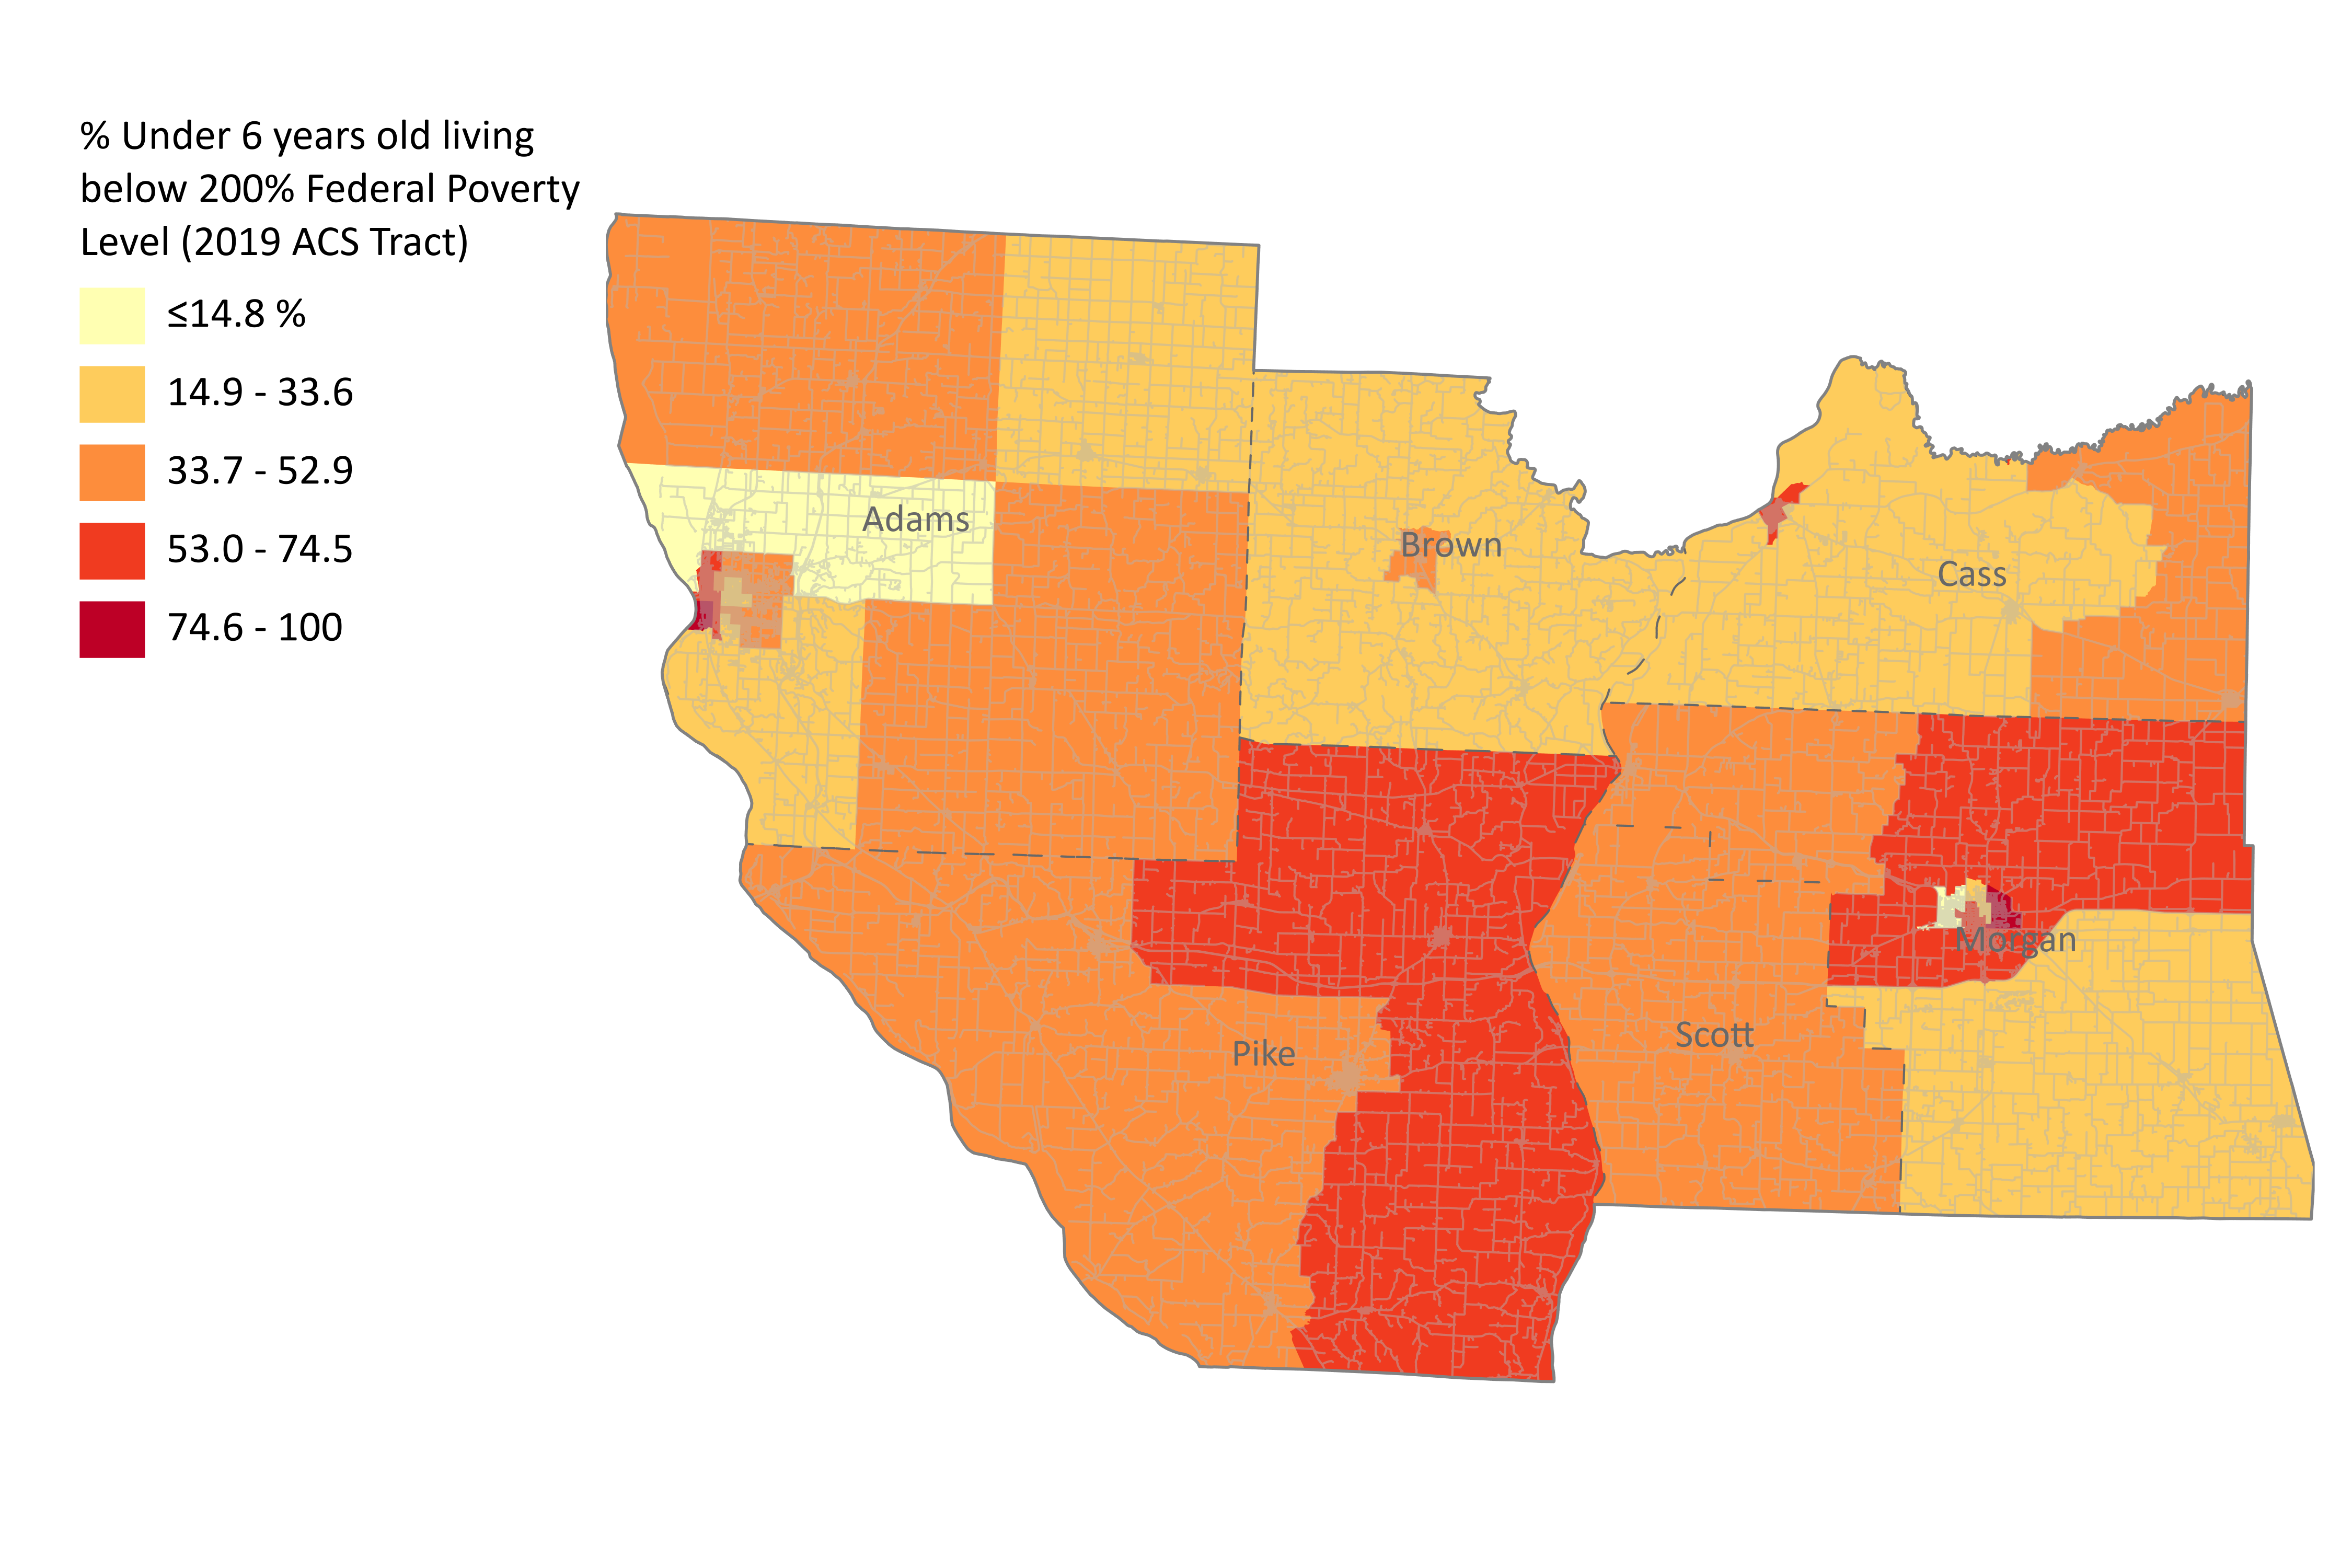 % Under 6 years old living
below 200% Federal Poverty
Level (2019 ACS Tract)
≤14.8 %
14.9 - 33.6
33.7 - 52.9
53.0 - 74.5
74.6 - 100
Adams
Brown
Cass
Morgan
Scott
Pike